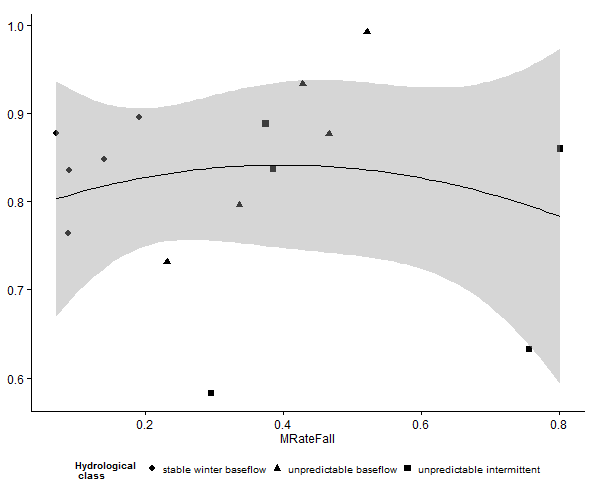 1.0
0.9
0.8
0.7
0.6
0.2 0.4 0.6 0.8
MRateFall
Hydrological
class
stable winter baseflow unpredictable baseflow unpredictable intermittent